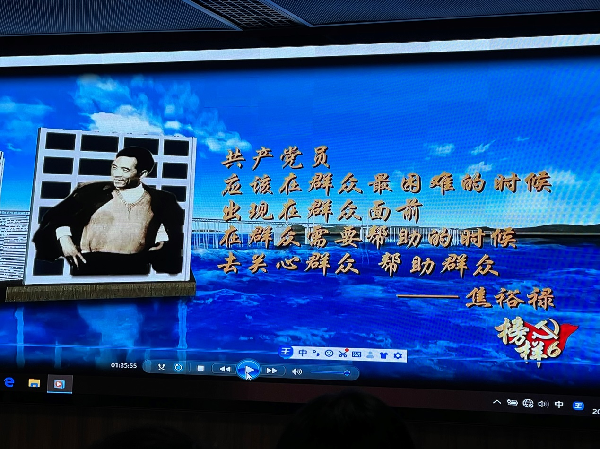 共产党员
应该在群众最困难的时候
出现在群众面前
在群众需要帮助的时候
去关心群众 帮助群众
——焦裕禄
榜样6
中
01:35:55
中
20